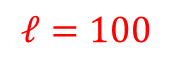 ℓ = 100